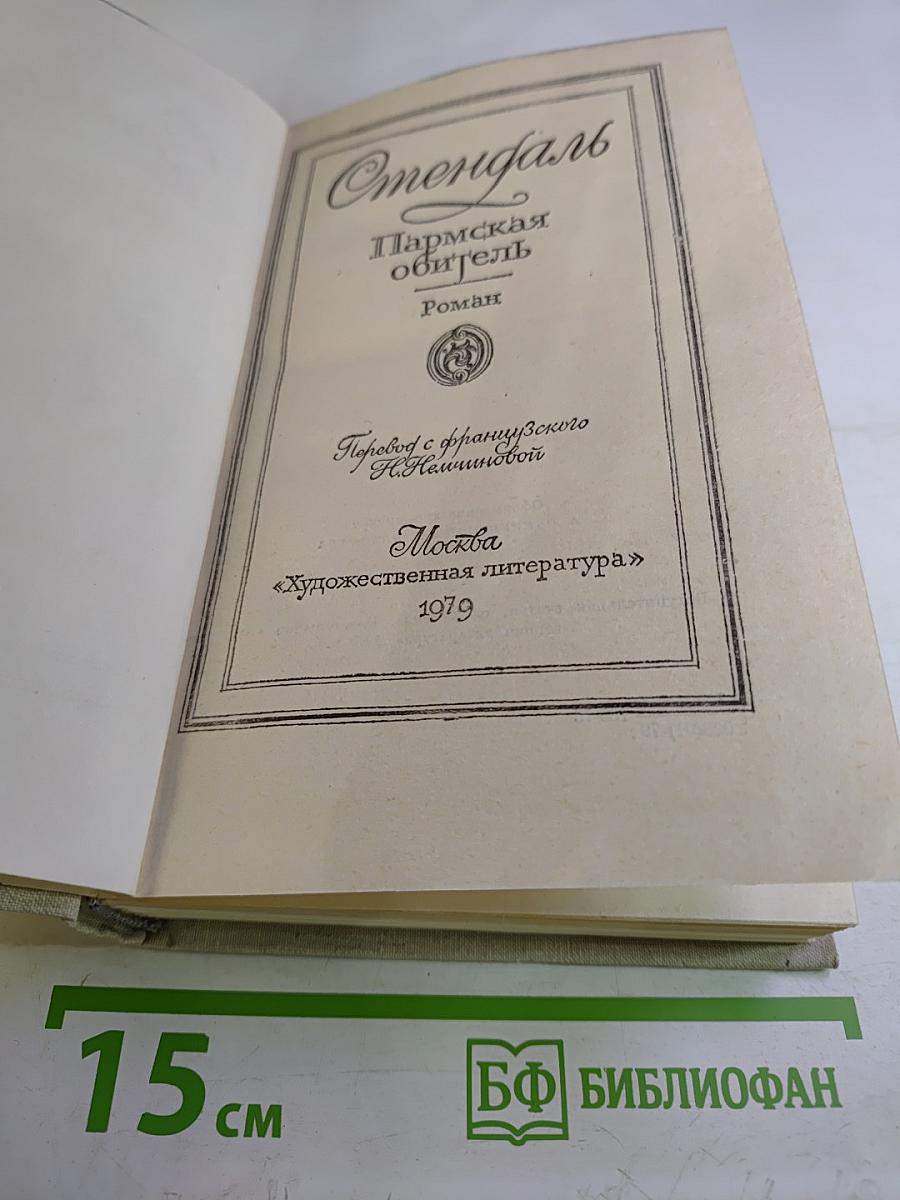 Стендаль
Пармская
обитель
Роман
Перевод с французского
Н. Немчиновой
Москва
«Художественная литература»
1979
15 см
БФ БИБЛИОФАН